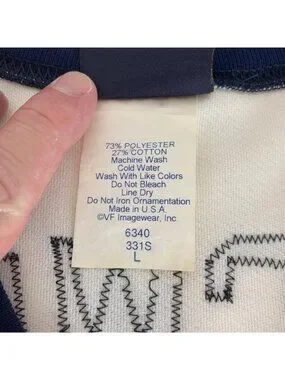 73% POLYESTER
27% COTTON
Machine Wash
Cold Water
Wash With Like Colors
Do Not Bleach
Line Dry
Do Not Iron Ornamentation
Made in U.S.A.
©VF Imagewear, Inc
6340
331S
L